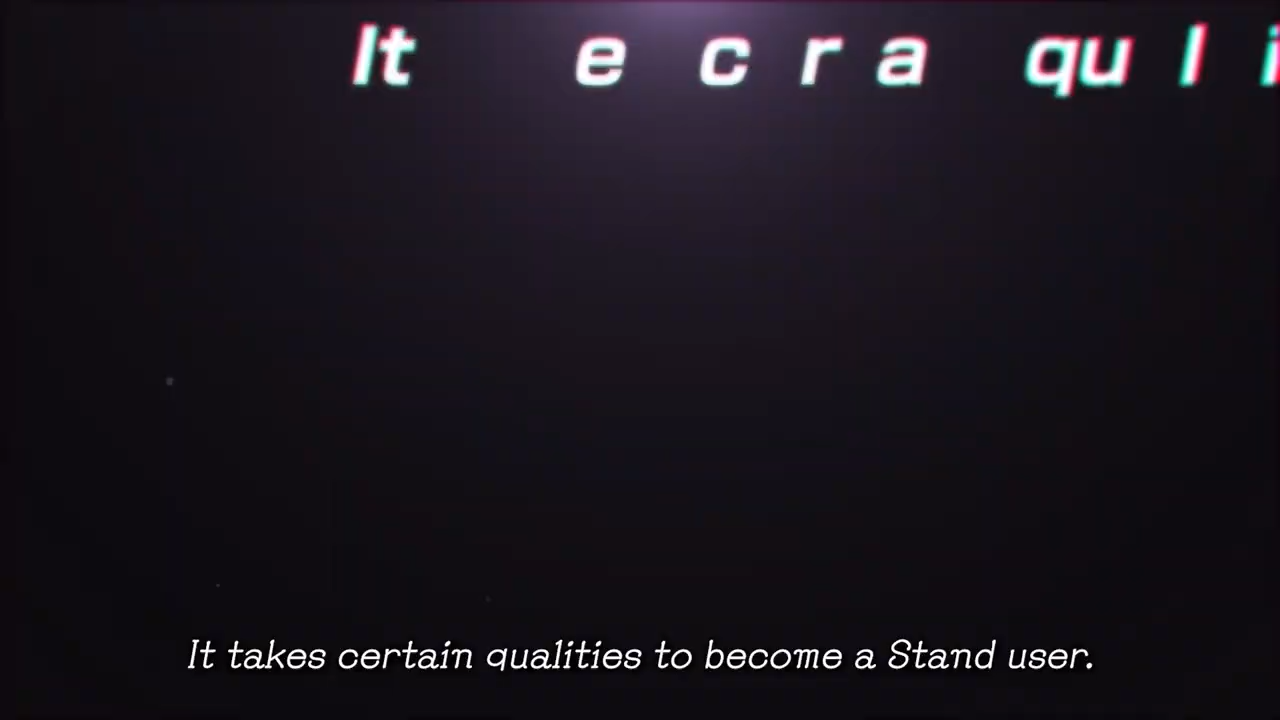 It e c r a qu l i
It takes certain qualities to become a Stand user.